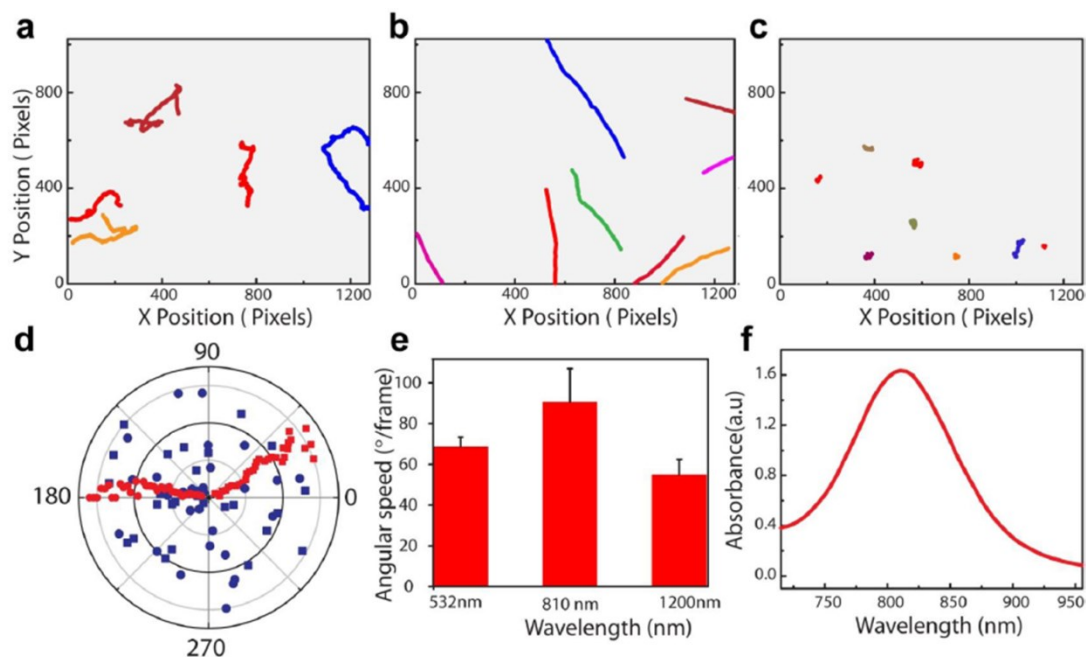 a
b
c
Y Position ( Pixels)
800
400
0
0
400
800
1200
X Position ( Pixels)
800
400
0
400
800
1200
X Position ( Pixels)
800
400
0
400
800
1200
X Position ( Pixels)
d
90
180
0
270
e
Angular speed (°/frame)
100
80
60
40
20
0
532nm
810 nm
1200nm
Wavelength (nm)
f
Absorbance(a.u)
1.6
1.2
0.8
0.4
0.0
750
800
850
900
950
Wavelength (nm)